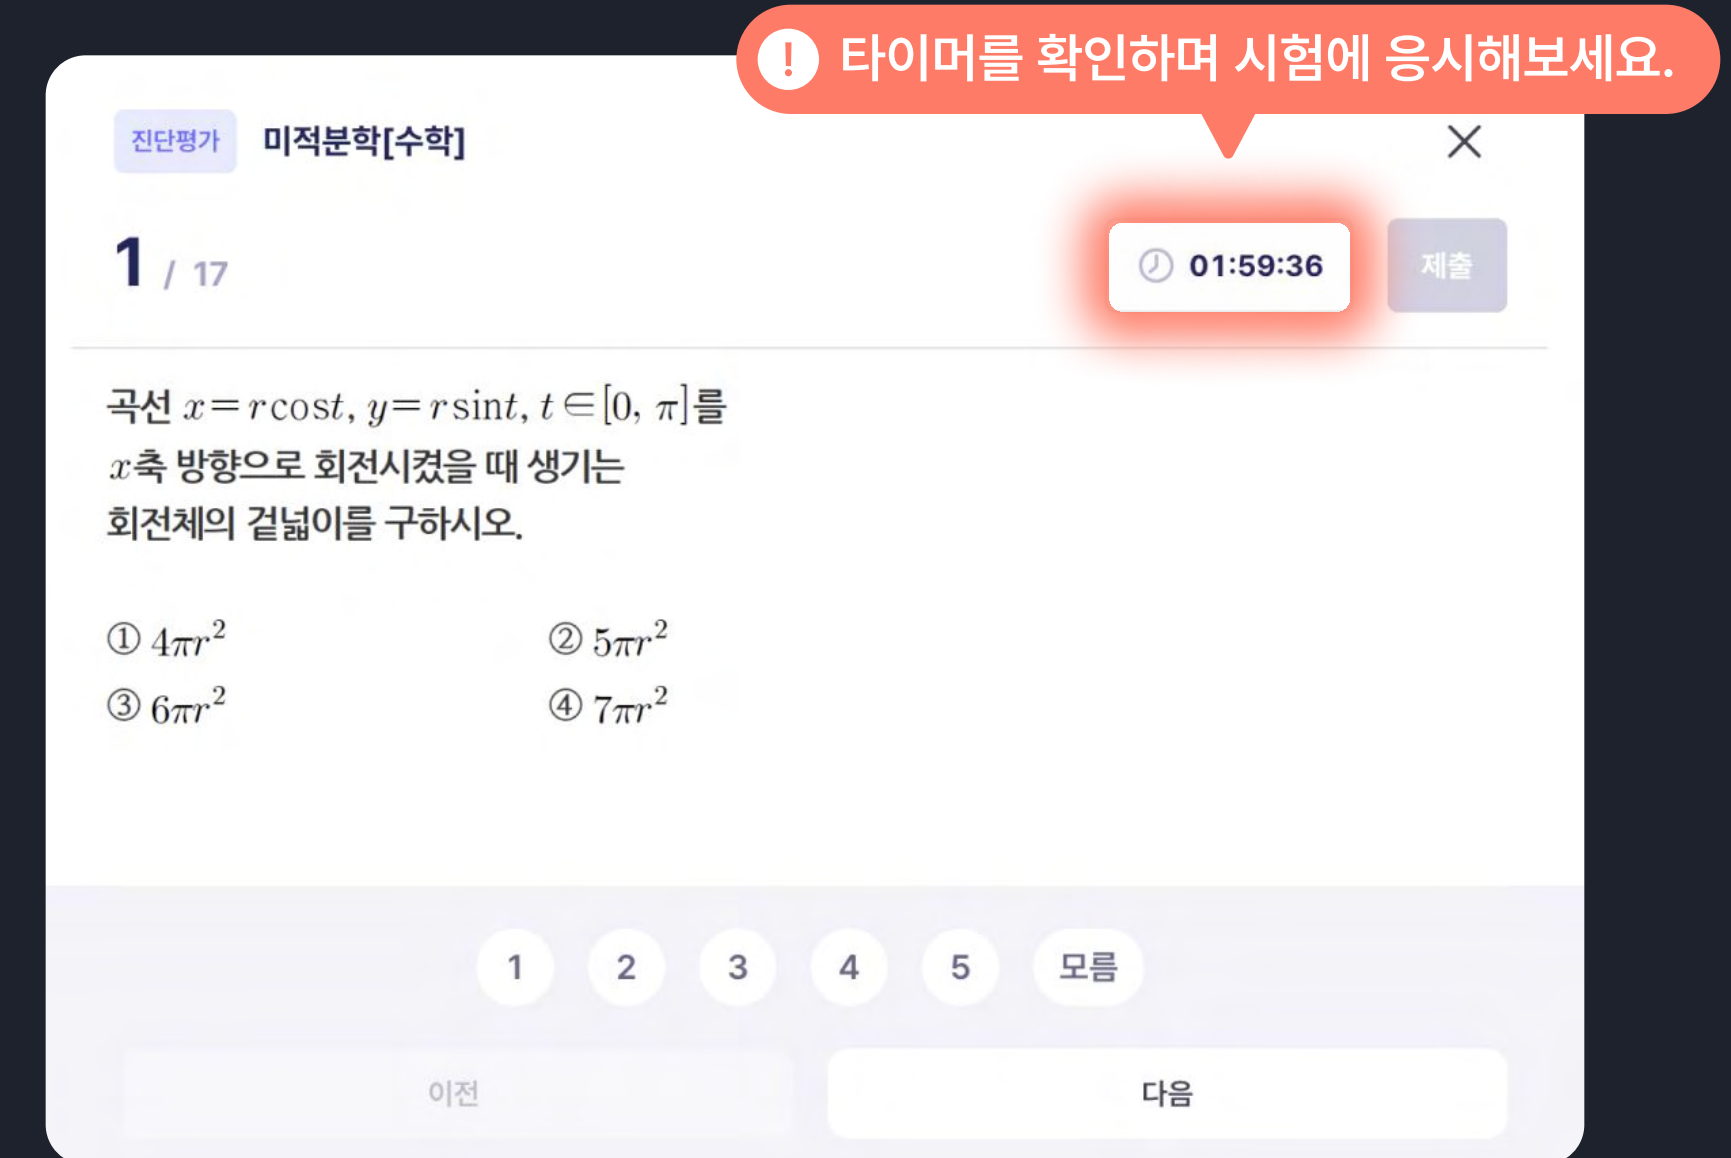 ! 타이머를 확인하며 시험에 응시해보세요.
진단평가 미적분학[수학]
1 / 17
01:59:36 제출
곡선 x=rcost, y=rsint, t∈[0, π]를
x축 방향으로 회전시켰을 때 생기는
회전체의 겉넓이를 구하시오.
① 4πr² ② 5πr²
③ 6πr² ④ 7πr²
1 2 3 4 5 모름
이전 다음